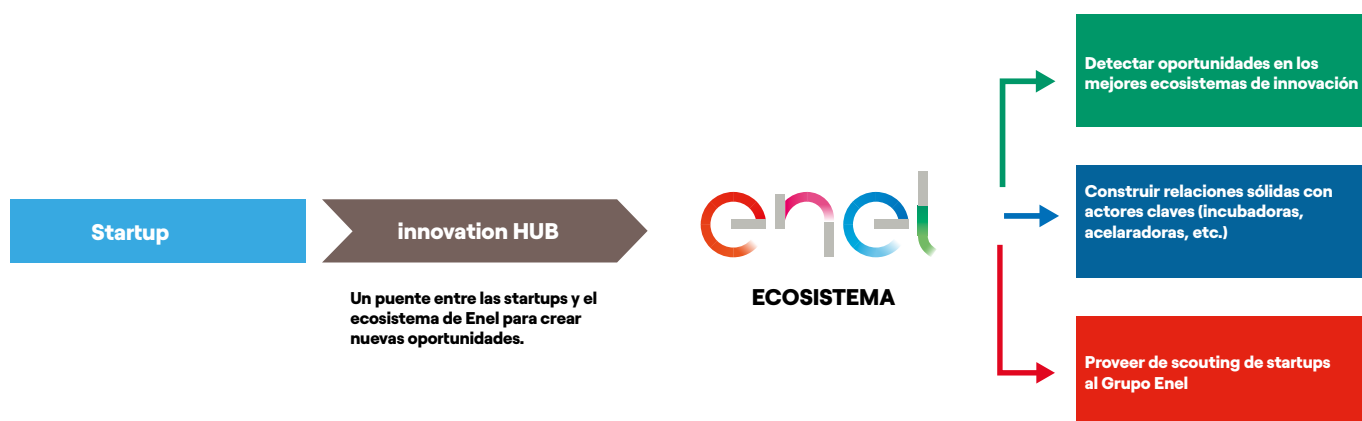 Startup
innovation HUB
Un puente entre las startups y el
ecosistema de Enel para crear
nuevas oportunidades.
enel
ECOSISTEMA
Detectar oportunidades en los
mejores ecosistemas de innovación
Construir relaciones sólidas con
actores claves (incubadoras,
acelaradoras, etc.)
Proveer de scouting de startups
al Grupo Enel